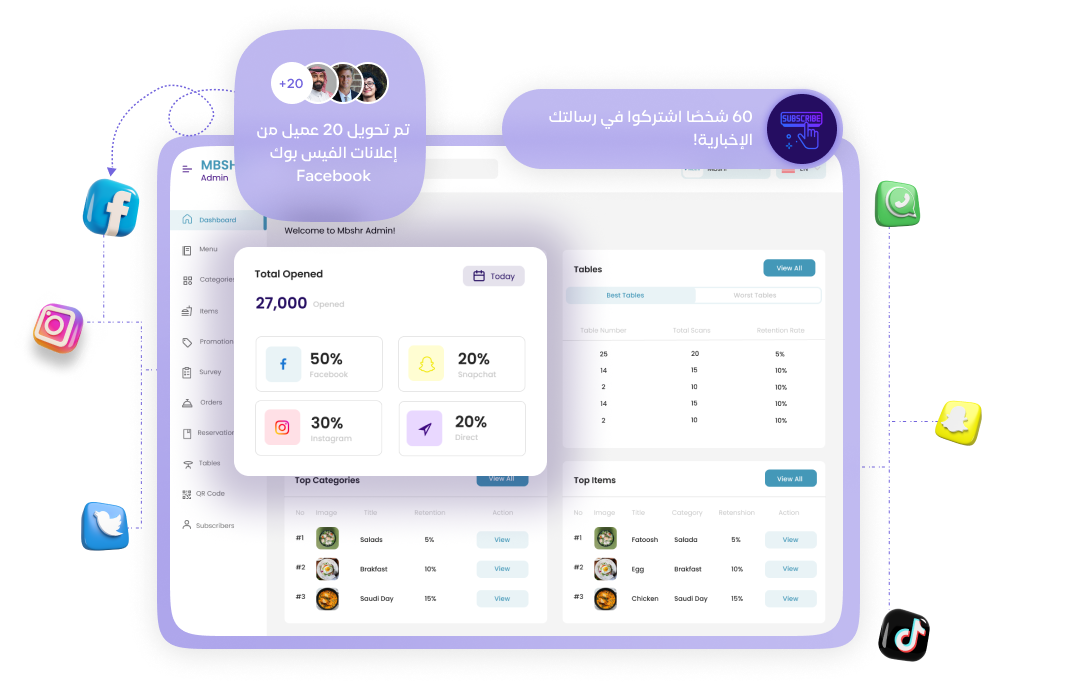 +20
تم تحويل 20 عميل من
إعلانات الفيس بوك
Facebook
60 شخصًا اشتركوا في رسالتك
الإخبارية!
SUBSCRIBE
MBSH
Admin
EN
Dashboard
Menu
Categories
Items
Promotion
Survey
Orders
Reservation
Tables
QR Code
Subscribers
Welcome to Mbshr Admin!
Total Opened
Today
27,000 Opened
50%
Facebook
20%
Snapchat
30%
Instagram
20%
Direct
Tables
View All
Best Tables
Worst Tables
Table Number Total Scans Retention Rate
25 20 5%
14 15 10%
2 10 10%
14 15 10%
2 10 10%
Top Categories
View All
No Image Title Retention Action
#1 Salads 5% View
#2 Brakfast 10% View
#3 Saudi Day 15% View
Top Items
View All
No Image Title Category Retenshion Action
#1 Fatoosh Salada 5% View
#2 Egg Brakfast 10% View
#3 Chicken Saudi Day 15% View